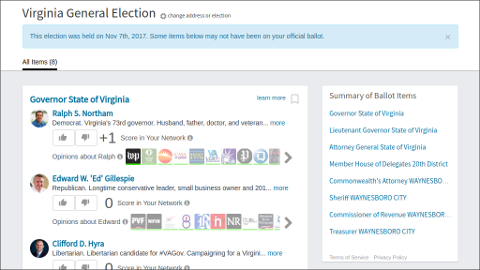 Virginia General Election change address or election
This election was held on Nov 7th, 2017. Some items below may not have been on your official ballot. ×
All Items (8)
Governor State of Virginia learn more
Ralph S. Northam
Democrat. Virginia's 73rd governor. Husband, father, doctor, and veteran... more
+1 Score in Your Network
Opinions about Ralph
Edward W. 'Ed' Gillespie
Republican. Longtime conservative leader, small business owner and 201... more
0 Score in Your Network
Opinions about Edward PVF NR
Clifford D. Hyra
Libertarian. Libertarian candidate for #VAGov. Campaigning for a Virgini... more
0 Score in Your Network
Summary of Ballot Items
Governor State of Virginia
Lieutenant Governor State of Virginia
Attorney General State of Virginia
Member House of Delegates 20th District
Commonwealth's Attorney WAYNESBO...
Sheriff WAYNESBORO CITY
Commissioner of Revenue WAYNESBOR...
Treasurer WAYNESBORO CITY
Terms of Service Privacy Policy